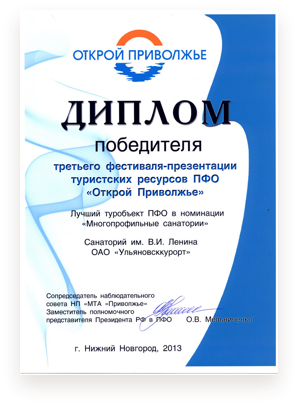 ОТКРОЙ ПРИВОЛЖЬЕ
ДИПЛОМ
победителя
третьего фестиваля-презентации
туристских ресурсов ПФО
«Открой Приволжье»
Лучший туробъект ПФО в номинации
«Многопрофильные санатории»
Санаторий им. В.И. Ленина
ОАО «Ульяновсккурорт»
Сопредседатель наблюдательного
совета НП «МТА «Приволжье»
Заместитель полномочного
представителя Президента РФ в ПФО О.В. Мельниченко
г. Нижний Новгород, 2013